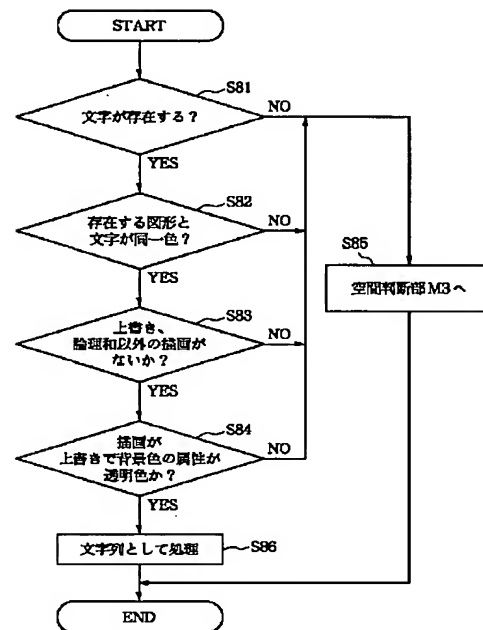 START
S81
文字が存在する？
NO
YES
S82
存在する図形と
文字が同一色？
NO
YES
S85
空間判断部M3へ
S83
上書き、
論理和以外の描画が
ないか？
NO
YES
S84
描画が
上書きで背景色の属性が
透明色か？
NO
YES
文字列として処理
S86
END